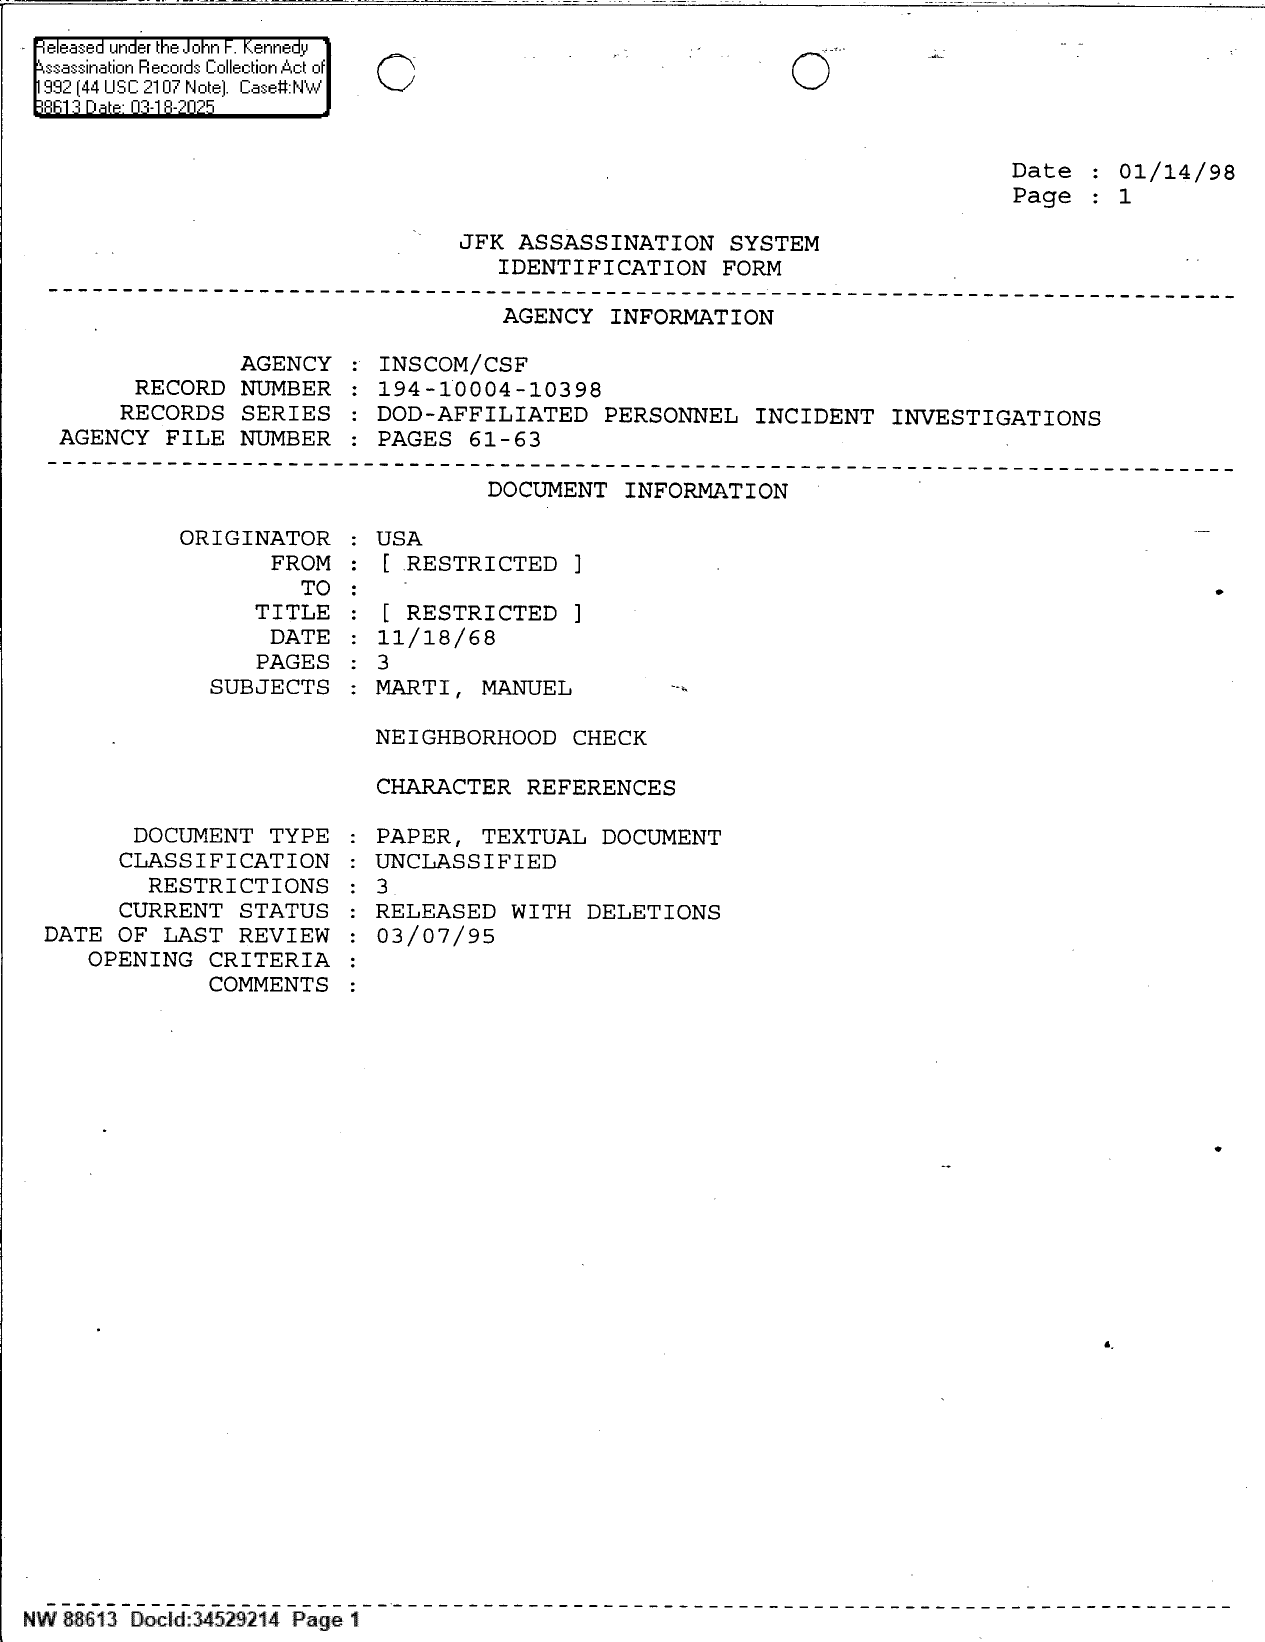 Released under the John F. Kennedy
Assassination Records Collection Act of
1992 (44 USC 2107 Note). Case#:NW
88613 Date: 03-18-2025
Date : 01/14/98
Page : 1
JFK ASSASSINATION SYSTEM
IDENTIFICATION FORM
AGENCY INFORMATION
AGENCY : INSCOM/CSF
RECORD NUMBER : 194-10004-10398
RECORDS SERIES : DOD-AFFILIATED PERSONNEL INCIDENT INVESTIGATIONS
AGENCY FILE NUMBER : PAGES 61-63
DOCUMENT INFORMATION
ORIGINATOR : USA
FROM : [ RESTRICTED ]
TO :
TITLE : [ RESTRICTED ]
DATE : 11/18/68
PAGES : 3
SUBJECTS : MARTI, MANUEL
NEIGHBORHOOD CHECK
CHARACTER REFERENCES
DOCUMENT TYPE : PAPER, TEXTUAL DOCUMENT
CLASSIFICATION : UNCLASSIFIED
RESTRICTIONS : 3
CURRENT STATUS : RELEASED WITH DELETIONS
DATE OF LAST REVIEW : 03/07/95
OPENING CRITERIA :
COMMENTS :
NW 88613 DocId:34529214 Page 1